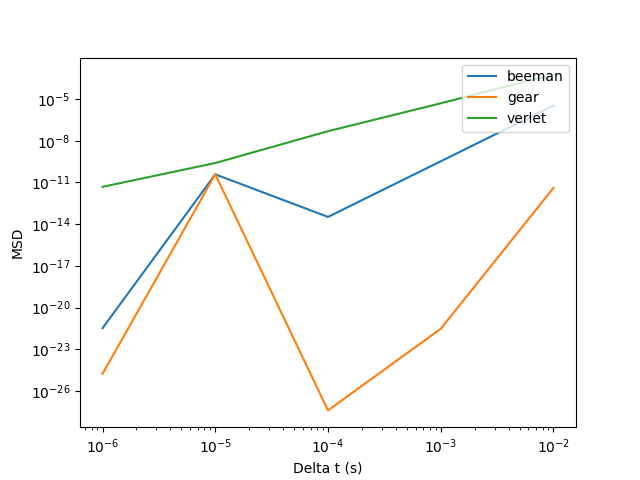 beeman
gear
verlet
MSD
10⁻⁵
10⁻⁸
10⁻¹¹
10⁻¹⁴
10⁻¹⁷
10⁻²⁰
10⁻²³
10⁻²⁶
10⁻⁶ 10⁻⁵ 10⁻⁴ 10⁻³ 10⁻²
Delta t (s)